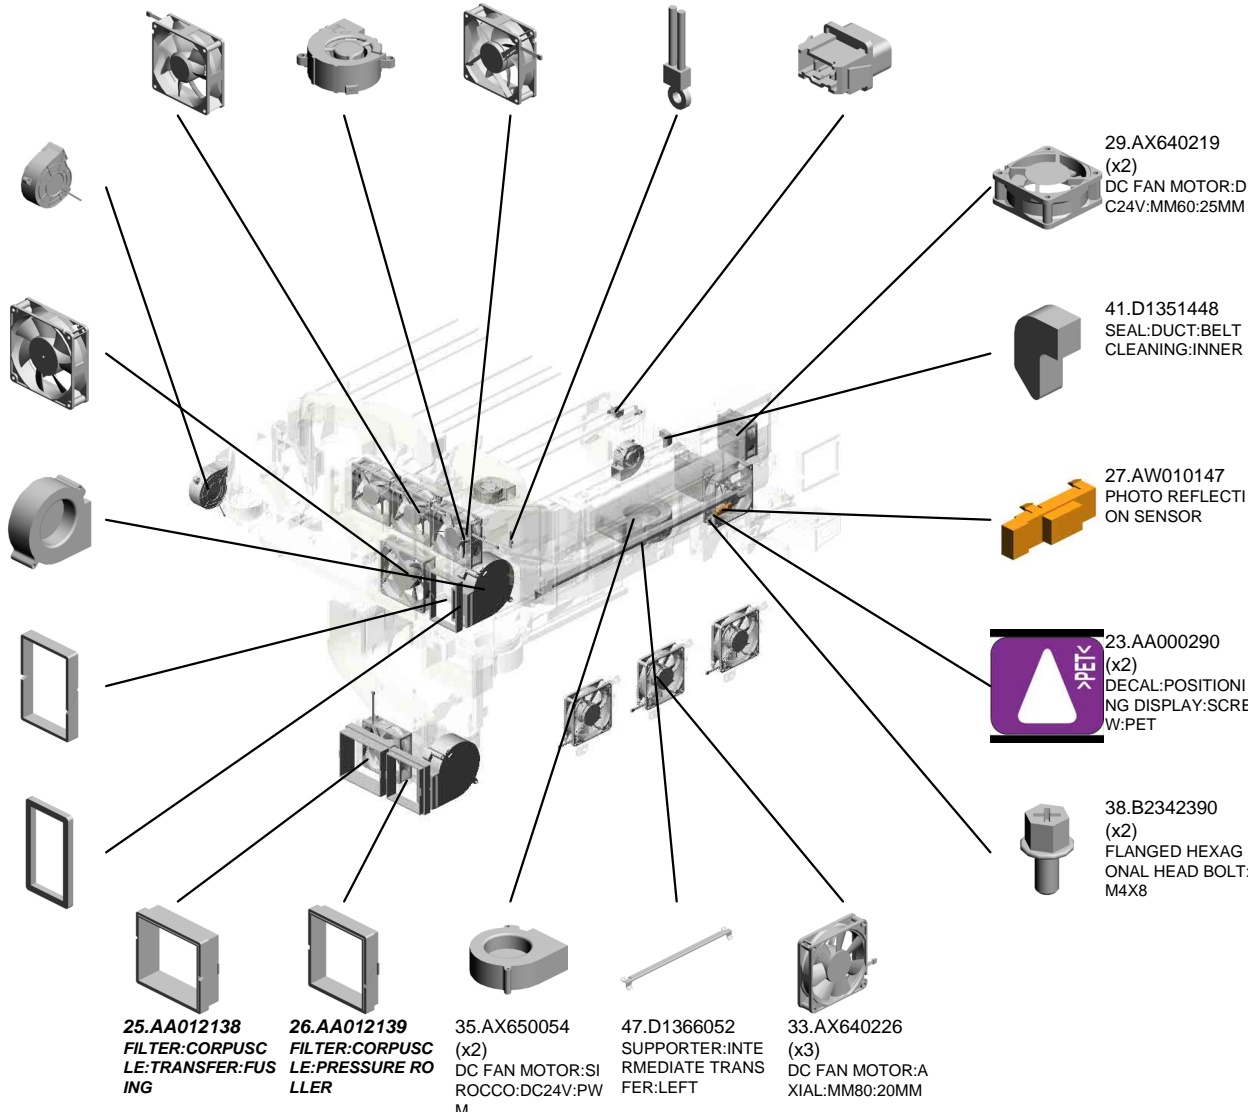 29.AX640219
(x2)
DC FAN MOTOR:D
C24V:MM60:25MM
41.D1351448
SEAL:DUCT:BELT
CLEANING:INNER
27.AW010147
PHOTO REFLECTI
ON SENSOR
>PET<
23.AA000290
(x2)
DECAL:POSITIONI
NG DISPLAY:SCRE
W:PET
38.B2342390
(x2)
FLANGED HEXAG
ONAL HEAD BOLT:
M4X8
25.AA012138
FILTER:CORPUSC
LE:TRANSFER:FUS
ING
26.AA012139
FILTER:CORPUSC
LE:PRESSURE RO
LLER
35.AX650054
(x2)
DC FAN MOTOR:SI
ROCCO:DC24V:PW
M
47.D1366052
SUPPORTER:INTE
RMEDIATE TRANS
FER:LEFT
33.AX640226
(x3)
DC FAN MOTOR:A
XIAL:MM80:20MM